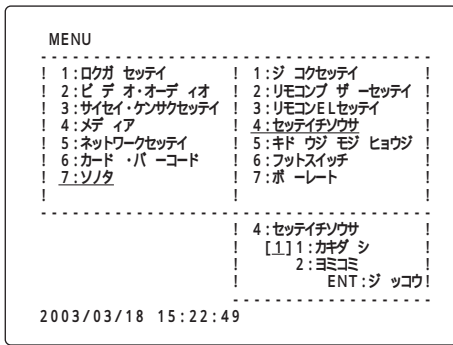 MENU
1:ロクガ セッテイ
2:ビデオ・オーディオ
3:サイセイ・ケンサクセッテイ
4:メディア
5:ネットワークセッテイ
6:カード・バーコード
7:ソノタ
1:ジコクセッテイ
2:リモコンブザーセッテイ
3:リモコンELセッテイ
4:セッテイチソウサ
5:キドウジモジヒョウジ
6:フットスイッチ
7:ボーレート
4:セッテイチソウサ
[1]1:カキダシ
2:ヨミコミ
ENT:ジッコウ
2003/03/18 15:22:49